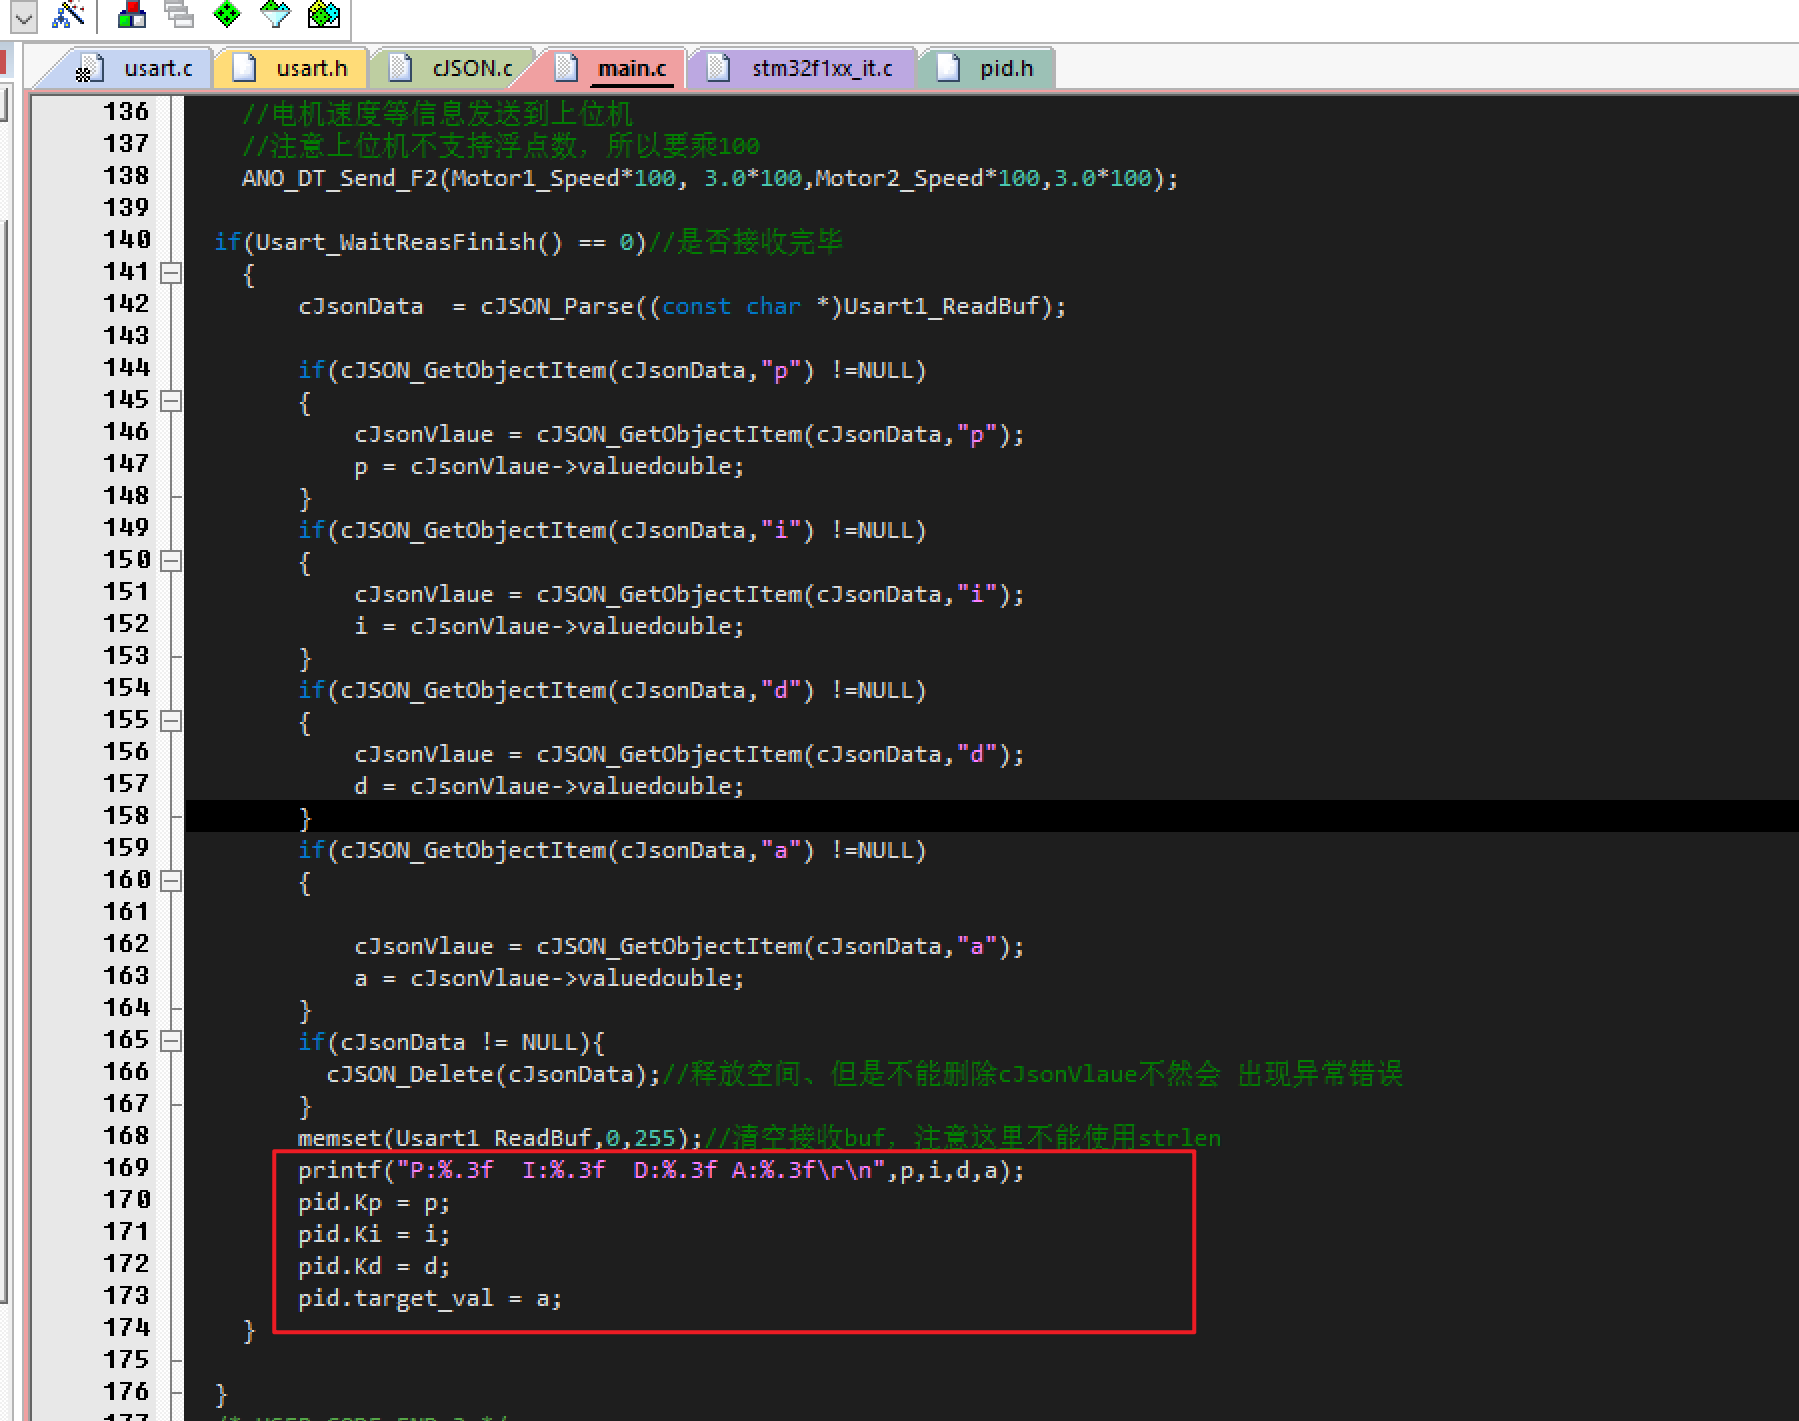 usart.c usart.h cJSON.c main.c stm32f1xx_it.c pid.h
136 //电机速度等信息发送到上位机
137 //注意上位机不支持浮点数，所以要乘100
138 ANO_DT_Send_F2(Motor1_Speed*100, 3.0*100,Motor2_Speed*100,3.0*100);
139
140 if(Usart_WaitReasFinish() == 0)//是否接收完毕
141 {
142 cJsonData  = cJSON_Parse((const char *)Usart1_ReadBuf);
143
144 if(cJSON_GetObjectItem(cJsonData,"p") !=NULL)
145 {
146 cJsonVlaue = cJSON_GetObjectItem(cJsonData,"p");
147 p = cJsonVlaue->valuedouble;
148 }
149 if(cJSON_GetObjectItem(cJsonData,"i") !=NULL)
150 {
151 cJsonVlaue = cJSON_GetObjectItem(cJsonData,"i");
152 i = cJsonVlaue->valuedouble;
153 }
154 if(cJSON_GetObjectItem(cJsonData,"d") !=NULL)
155 {
156 cJsonVlaue = cJSON_GetObjectItem(cJsonData,"d");
157 d = cJsonVlaue->valuedouble;
158 }
159 if(cJSON_GetObjectItem(cJsonData,"a") !=NULL)
160 {
161
162 cJsonVlaue = cJSON_GetObjectItem(cJsonData,"a");
163 a = cJsonVlaue->valuedouble;
164 }
165 if(cJsonData != NULL){
166 cJSON_Delete(cJsonData);//释放空间、但是不能删除cJsonVlaue不然会 出现异常错误
167 }
168 memset(Usart1_ReadBuf,0,255);//清空接收buf，注意这里不能使用strlen
169 printf("P:%.3f  I:%.3f  D:%.3f A:%.3f\r\n",p,i,d,a);
170 pid.Kp = p;
171 pid.Ki = i;
172 pid.Kd = d;
173 pid.target_val = a;
174 }
175
176 }
177 /* USER CODE END 3 */